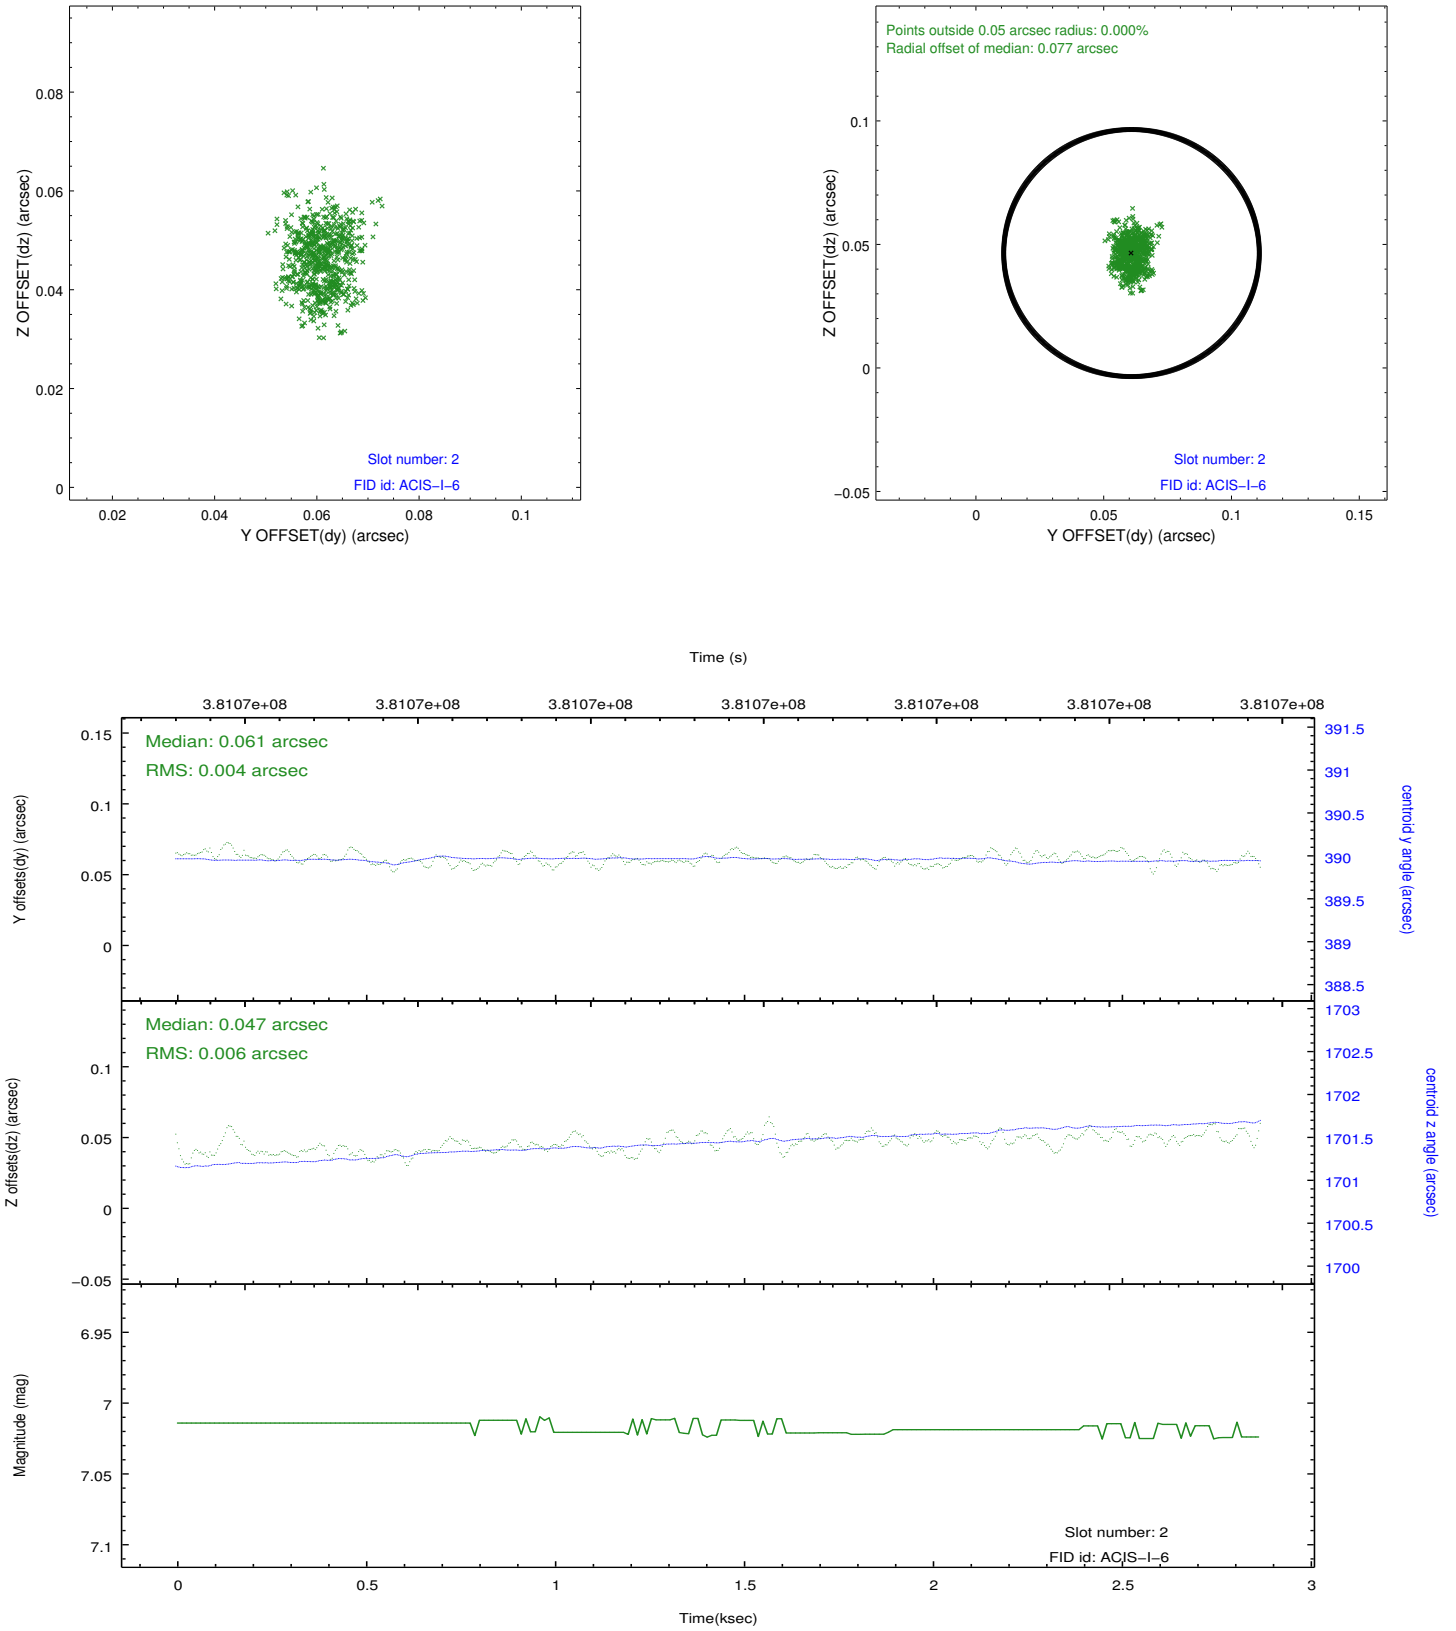 0.08
0.06
0.04
0.02
0
Z OFFSET(dz) (arcsec)
Slot number: 2
FID id: ACIS−I−6
0.02 0.04 0.06 0.08 0.1
Y OFFSET(dy) (arcsec)
Points outside 0.05 arcsec radius: 0.000%
Radial offset of median: 0.077 arcsec
0.1
0.05
0
−0.05
Z OFFSET(dz) (arcsec)
Slot number: 2
FID id: ACIS−I−6
0 0.05 0.1 0.15
Y OFFSET(dy) (arcsec)
Time (s)
3.8107e+08 3.8107e+08 3.8107e+08 3.8107e+08 3.8107e+08 3.8107e+08 3.8107e+08
Median: 0.061 arcsec
RMS: 0.004 arcsec
0.15
0.1
0.05
0
Y offsets(dy) (arcsec)
391.5
391
390.5
390
389.5
389
388.5
centroid y angle (arcsec)
Median: 0.047 arcsec
RMS: 0.006 arcsec
0.1
0.05
0
−0.05
Z offsets(dz) (arcsec)
1703
1702.5
1702
1701.5
1701
1700.5
1700
centroid z angle (arcsec)
6.95
7
7.05
7.1
Magnitude (mag)
Slot number: 2
FID id: ACIS−I−6
0 0.5 1 1.5 2 2.5 3
Time(ksec)